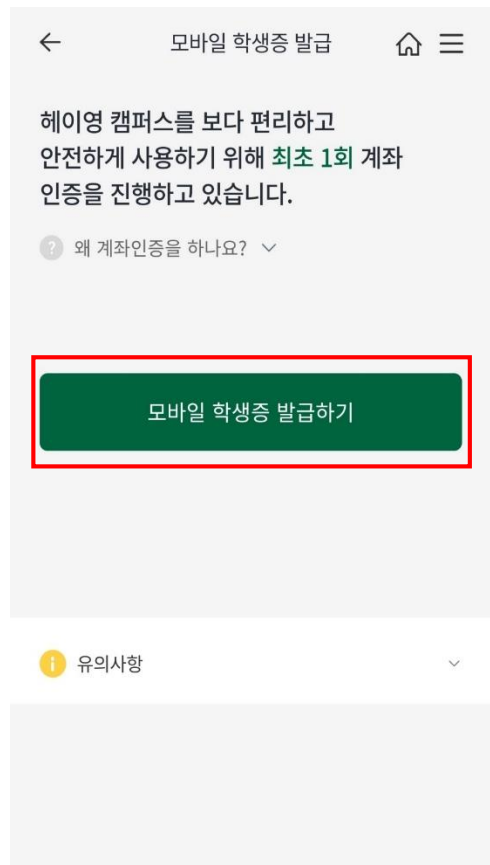 모바일 학생증 발급
헤이영 캠퍼스를 보다 편리하고
안전하게 사용하기 위해 최초 1회 계좌
인증을 진행하고 있습니다.
? 왜 계좌인증을 하나요?
모바일 학생증 발급하기
유의사항